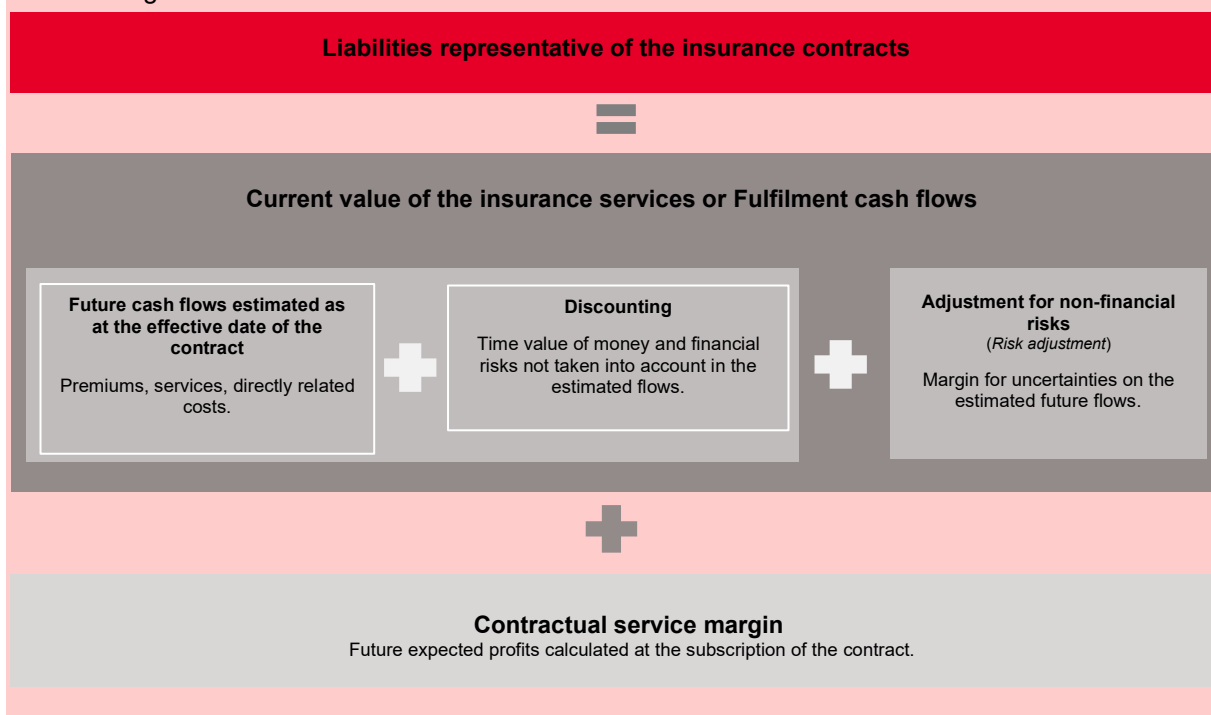 Liabilities representative of the insurance contracts
Current value of the insurance services or Fulfilment cash flows
Future cash flows estimated as
at the effective date of the
contract
Premiums, services, directly related
costs.
Discounting
Time value of money and financial
risks not taken into account in the
estimated flows.
Adjustment for non-financial
risks
(Risk adjustment)
Margin for uncertainties on the
estimated future flows.
Contractual service margin
Future expected profits calculated at the subscription of the contract.